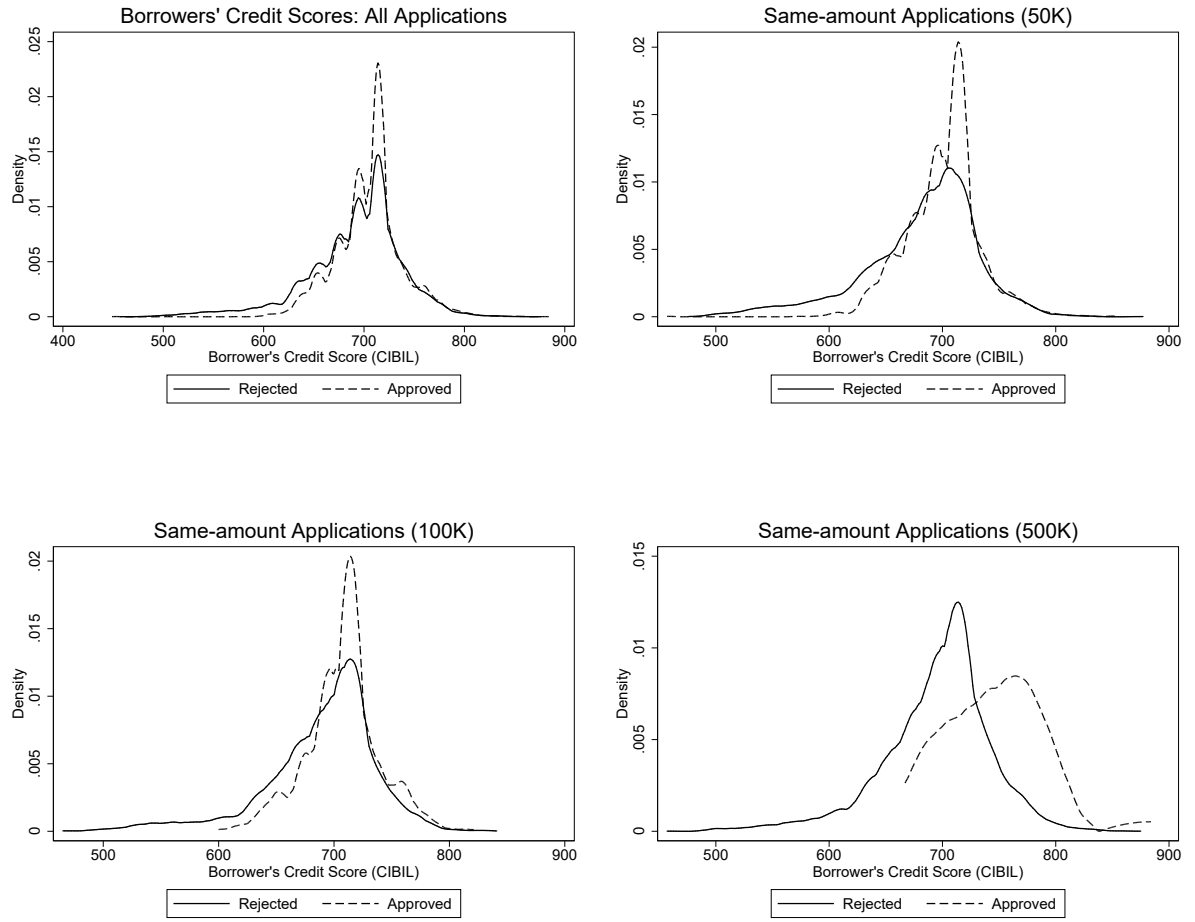 Borrowers' Credit Scores: All Applications
Density
.025
.02
.015
.01
.005
0
400 500 600 700 800 900
Borrower's Credit Score (CIBIL)
Rejected Approved
Same-amount Applications (50K)
Density
.02
.015
.01
.005
0
500 600 700 800 900
Borrower's Credit Score (CIBIL)
Rejected Approved
Same-amount Applications (100K)
Density
.02
.015
.01
.005
0
500 600 700 800 900
Borrower's Credit Score (CIBIL)
Rejected Approved
Same-amount Applications (500K)
Density
.015
.01
.005
0
500 600 700 800 900
Borrower's Credit Score (CIBIL)
Rejected Approved